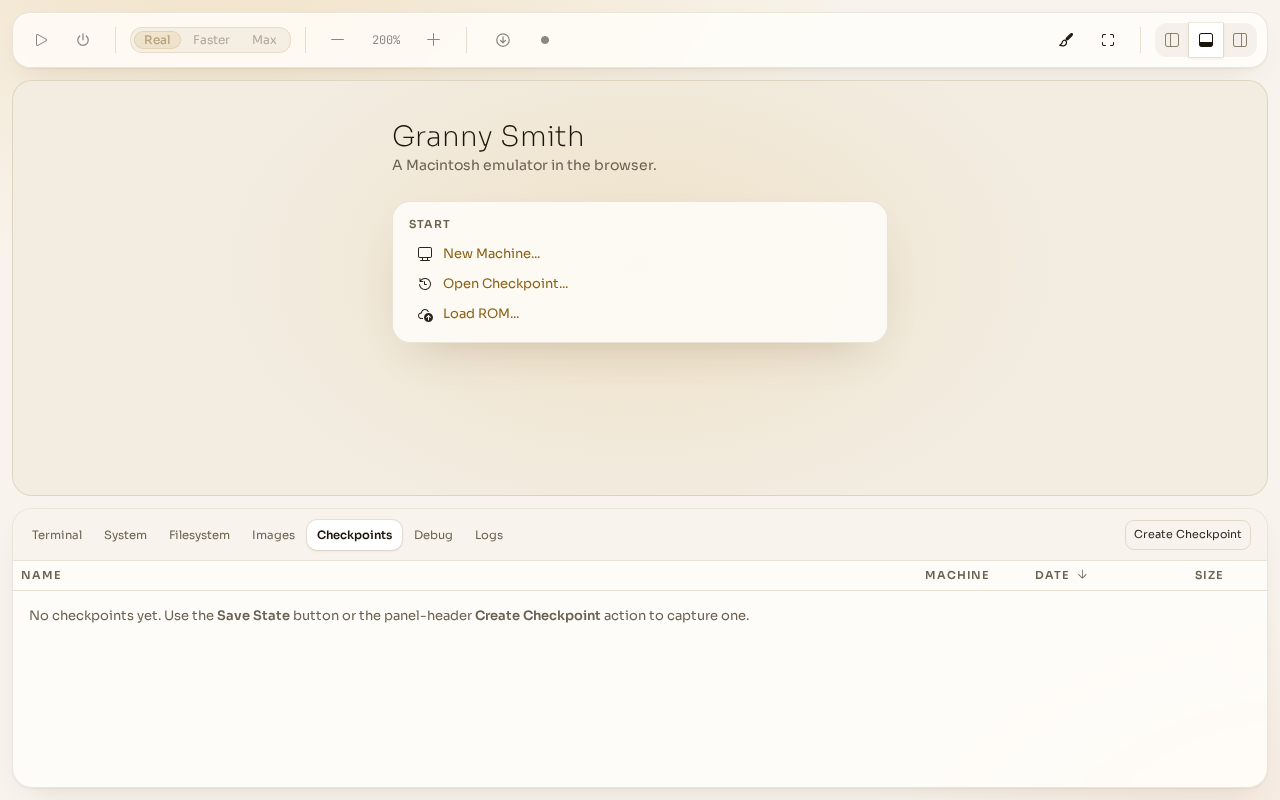 Real Faster Max 200%
Granny Smith
A Macintosh emulator in the browser.
START
New Machine...
Open Checkpoint...
Load ROM...
Terminal System Filesystem Images Checkpoints Debug Logs Create Checkpoint
NAME MACHINE DATE SIZE
No checkpoints yet. Use the Save State button or the panel-header Create Checkpoint action to capture one.